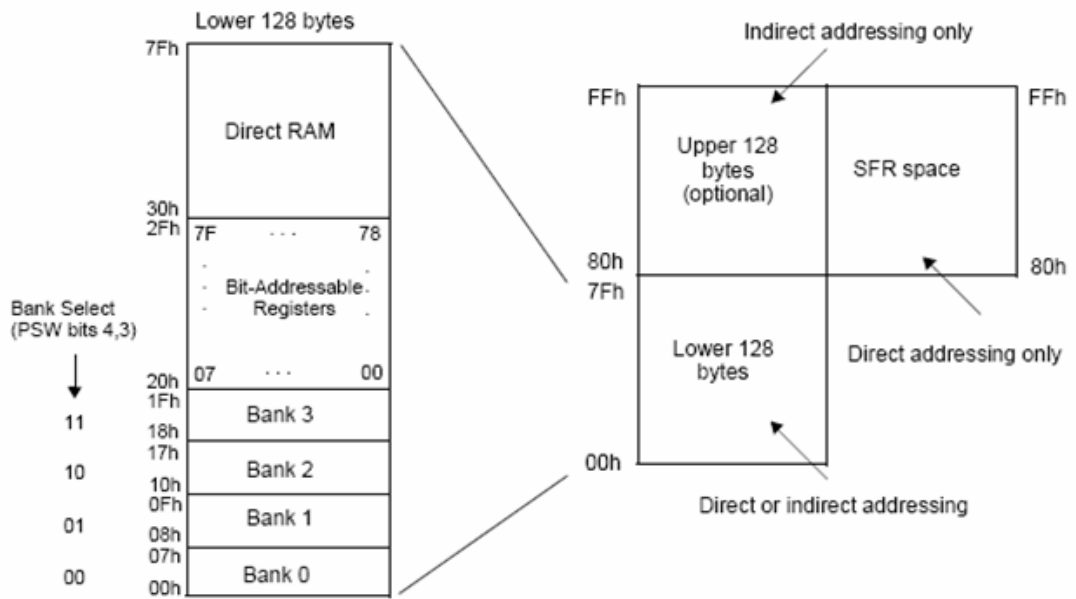 Lower 128 bytes
7Fh
Direct RAM
30h
2Fh
7F ... 78
Bit-Addressable
Registers
07 ... 00
20h
Bank Select
(PSW bits 4,3)
1Fh
11
Bank 3
18h
17h
10
Bank 2
10h
0Fh
01
Bank 1
08h
07h
00
Bank 0
00h
Indirect addressing only
FFh
FFh
Upper 128
bytes
(optional)
SFR space
80h
80h
7Fh
Lower 128
bytes
Direct addressing only
00h
Direct or indirect addressing